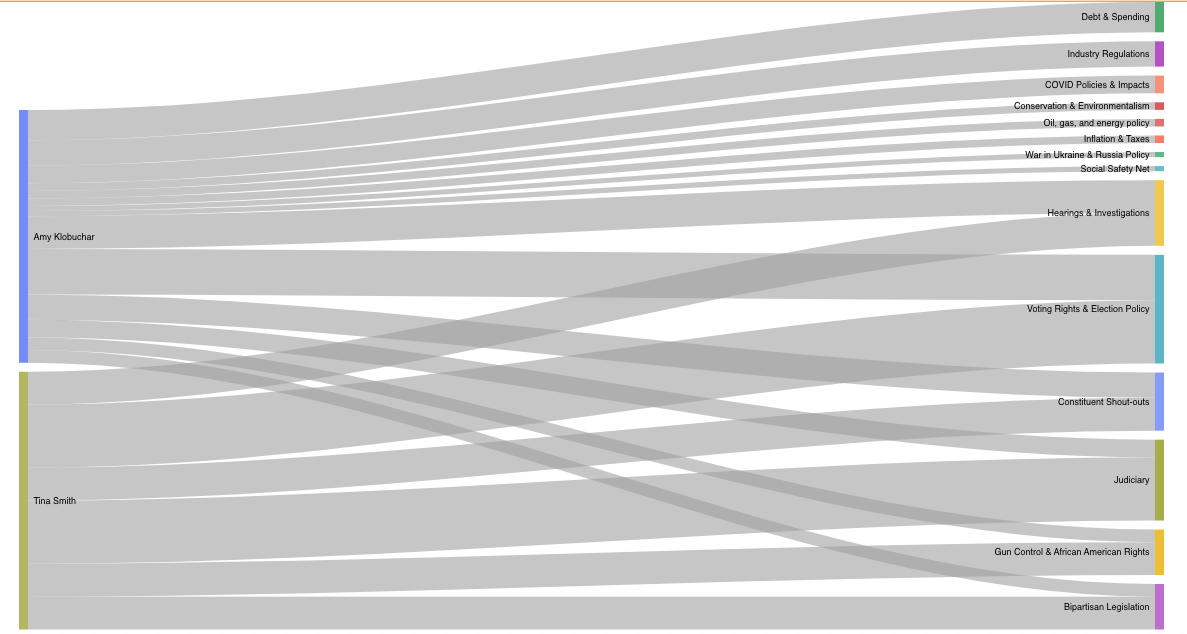 Debt & Spending
Industry Regulations
COVID Policies & Impacts
Conservation & Environmentalism
Oil, gas, and energy policy
Inflation & Taxes
War in Ukraine & Russia Policy
Social Safety Net
Hearings & Investigations
Amy Klobuchar
Voting Rights & Election Policy
Constituent Shout-outs
Judiciary
Tina Smith
Gun Control & African American Rights
Bipartisan Legislation